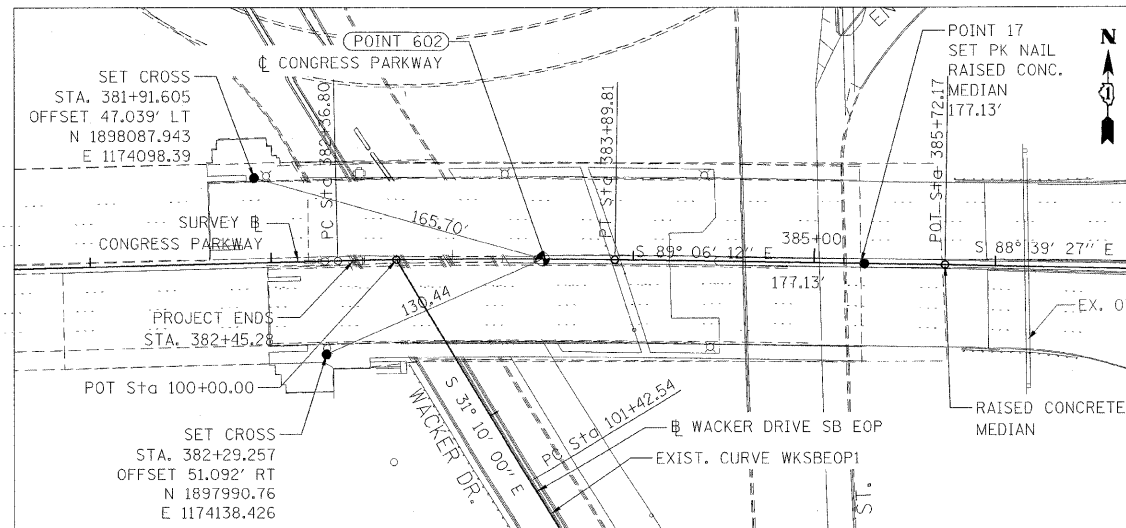 POINT 602
℄ CONGRESS PARKWAY
SET CROSS
STA. 381+91.605
OFFSET 47.039' LT
N 1898087.943
E 1174098.39
PC Sta 382+36.80
PT Sta 383+89.81
POINT 17
SET PK NAIL
RAISED CONC.
MEDIAN
177.13'
POT Sta 385+72.17
N
1
EN
165.70'
SURVEY B̲L̲
CONGRESS PARKWAY
S 89° 06' 12" E
385+00
S 88° 39' 27" E
177.13'
130.44
PROJECT ENDS
STA. 382+45.28
EX. O
POT Sta 100+00.00
S 31° 10' 00" E
PC Sta 101+42.54
WACKER DR.
SET CROSS
STA. 382+29.257
OFFSET 51.092' RT
N 1897990.76
E 1174138.426
BL WACKER DRIVE SB EOP
EXIST. CURVE WKSBEOP1
RAISED CONCRETE
MEDIAN
ST.